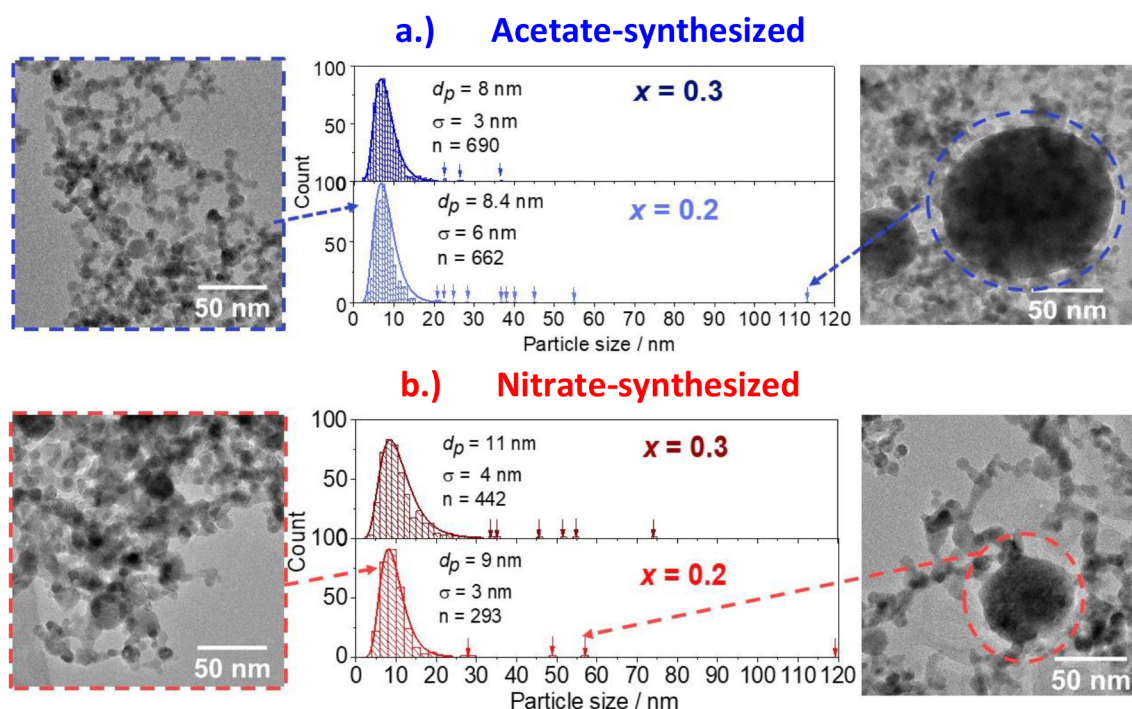 a.) Acetate-synthesized
50 nm
Count
100
50
0
dp = 8 nm
σ = 3 nm
n = 690
x = 0.3
100
50
0
dp = 8.4 nm
σ = 6 nm
n = 662
x = 0.2
0 10 20 30 40 50 60 70 80 90 100 110 120
Particle size / nm
50 nm
b.) Nitrate-synthesized
50 nm
Count
100
50
0
dp = 11 nm
σ = 4 nm
n = 442
x = 0.3
100
50
0
dp = 9 nm
σ = 3 nm
n = 293
x = 0.2
0 10 20 30 40 50 60 70 80 90 100 110 120
Particle size / nm
50 nm